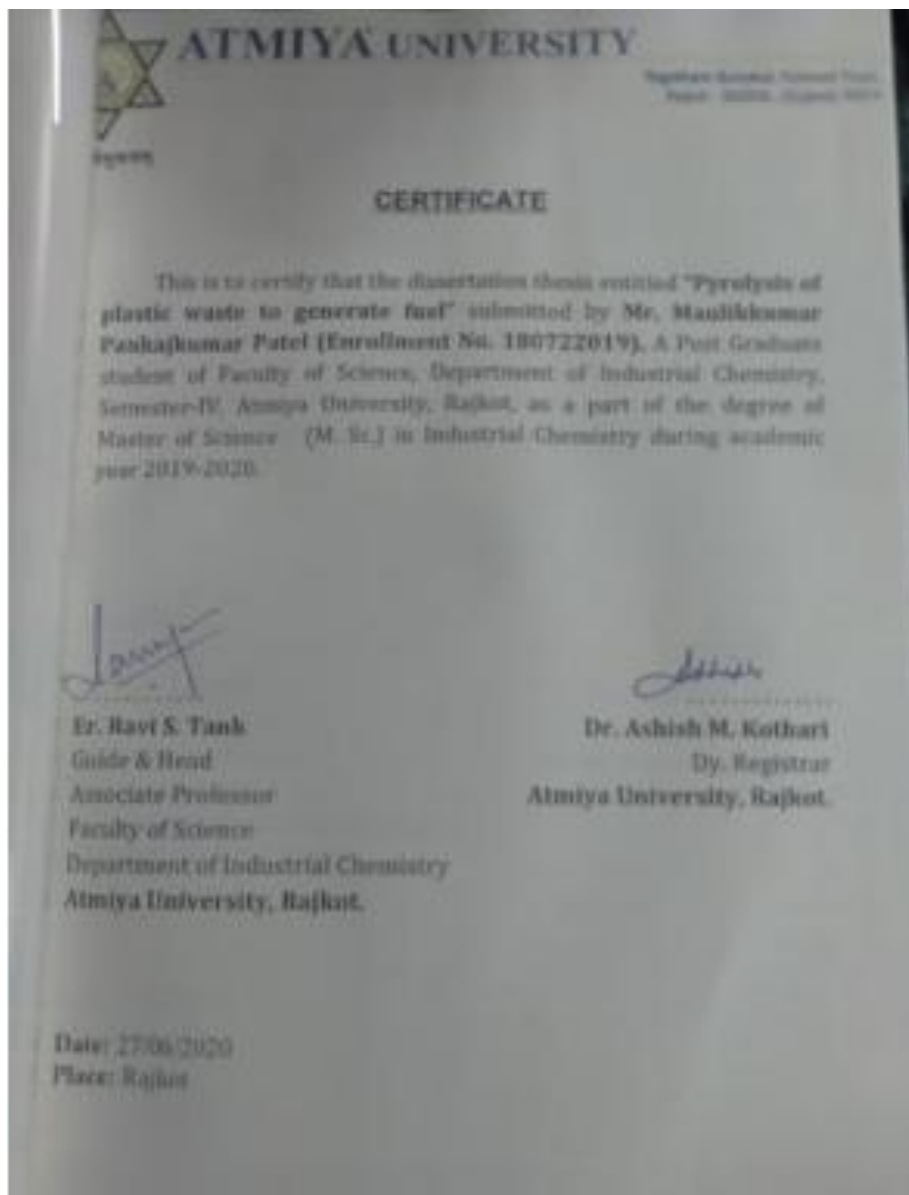 ATMIYA UNIVERSITY
CERTIFICATE
This is to certify that the dissertation thesis entitled "Pyrolysis of
plastic waste to generate fuel" submitted by Mr. Maulikkumar
Pankajkumar Patel (Enrollment No. 180722019), A Post Graduate
student of Faculty of Science, Department of Industrial Chemistry,
Semester-IV, Atmiya University, Rajkot, as a part of the degree of
Master of Science (M. Sc.) in Industrial Chemistry during academic
year 2019-2020.
Er. Ravi S. Tank
Guide & Head
Associate Professor
Faculty of Science
Department of Industrial Chemistry
Atmiya University, Rajkot.
Dr. Ashish M. Kothari
Dy. Registrar
Atmiya University, Rajkot.
Date: 27/06/2020
Place: Rajkot